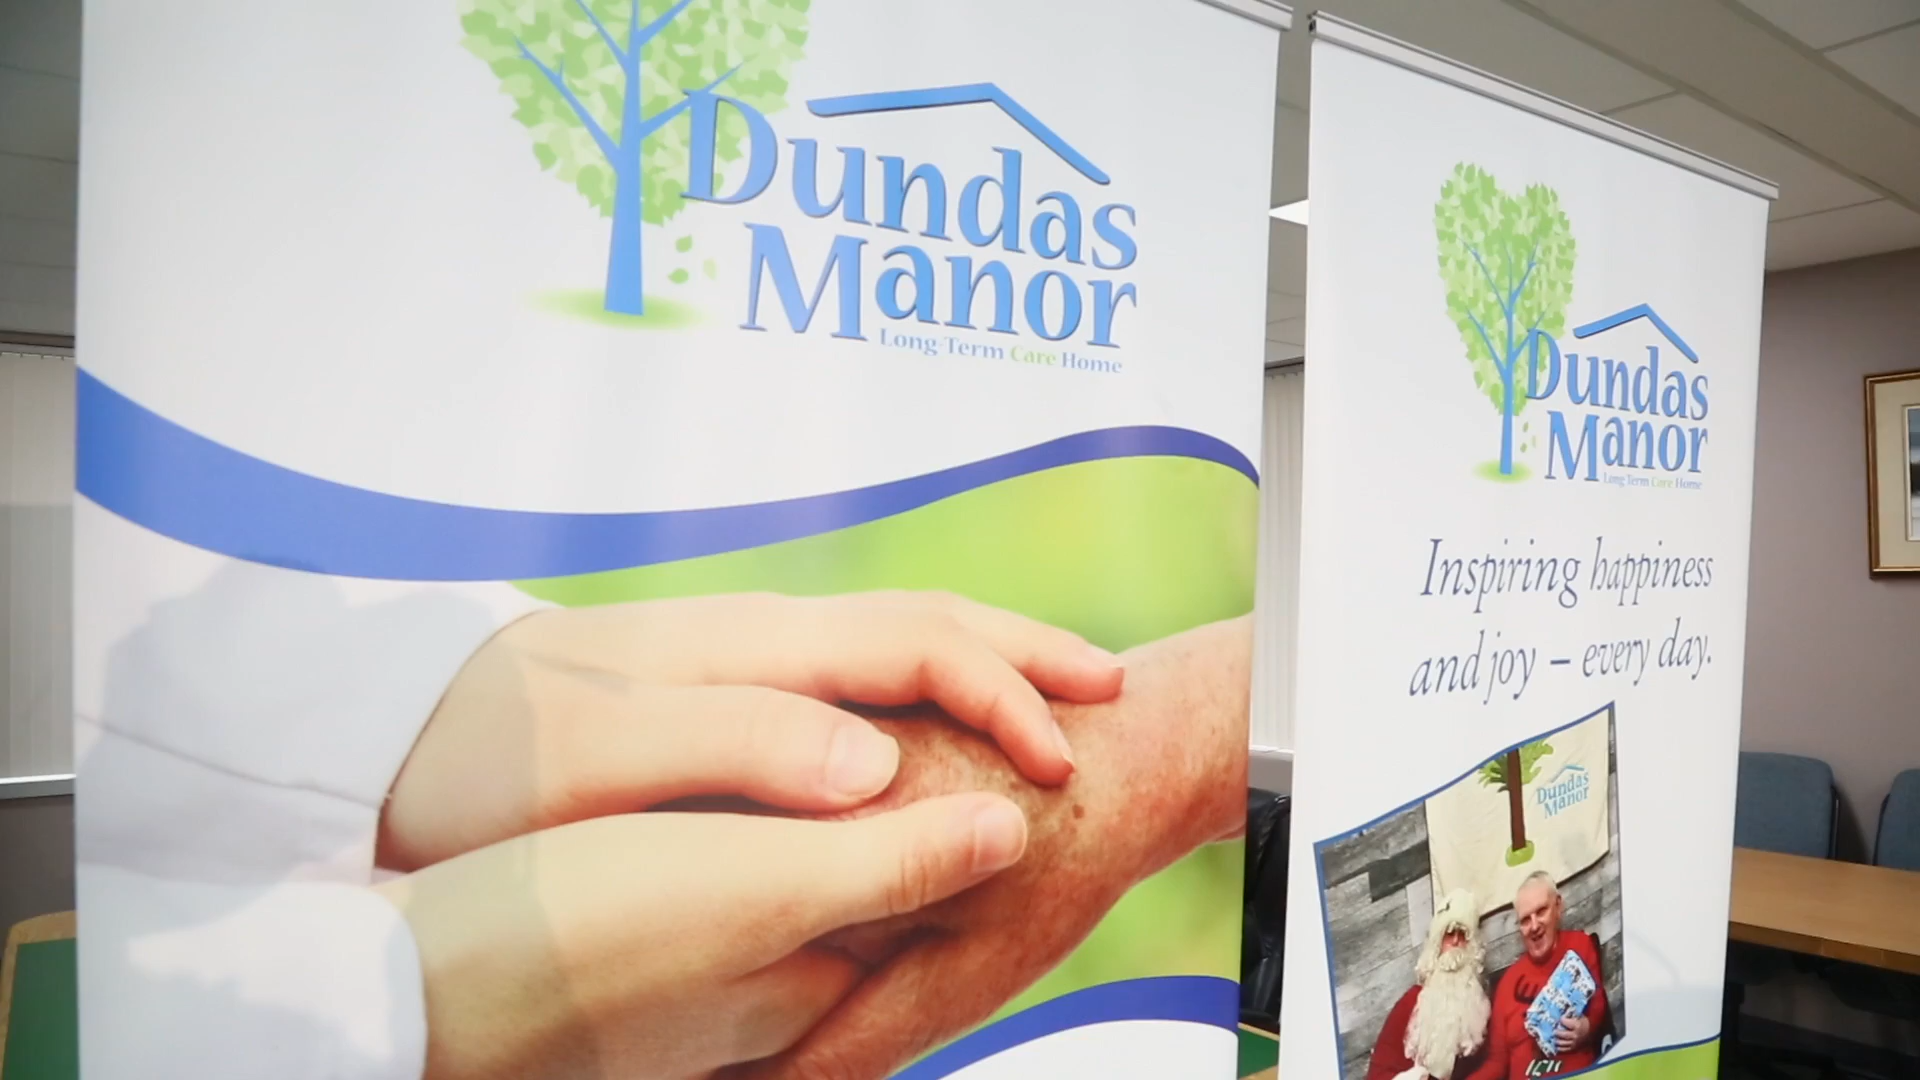 Dundas
Manor
Long-Term Care Home
Dundas
Manor
Long-Term Care Home
Inspiring happiness
and joy – every day.
Dundas
Manor